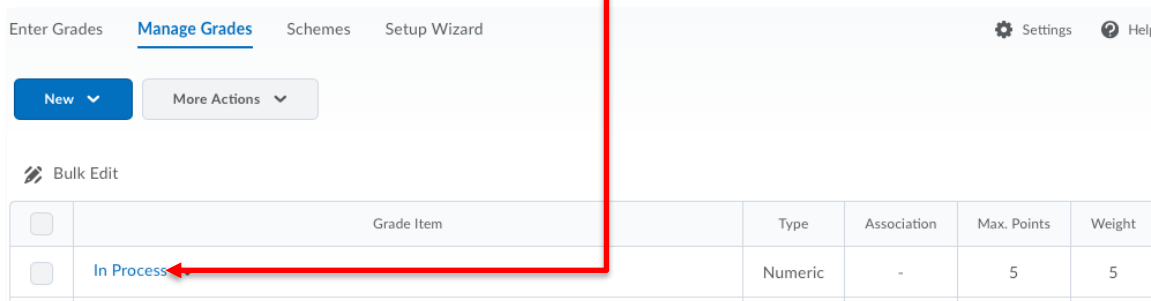 Enter Grades Manage Grades Schemes Setup Wizard Settings Help
New More Actions
Bulk Edit
Grade Item Type Association Max. Points Weight
In Process Numeric - 5 5